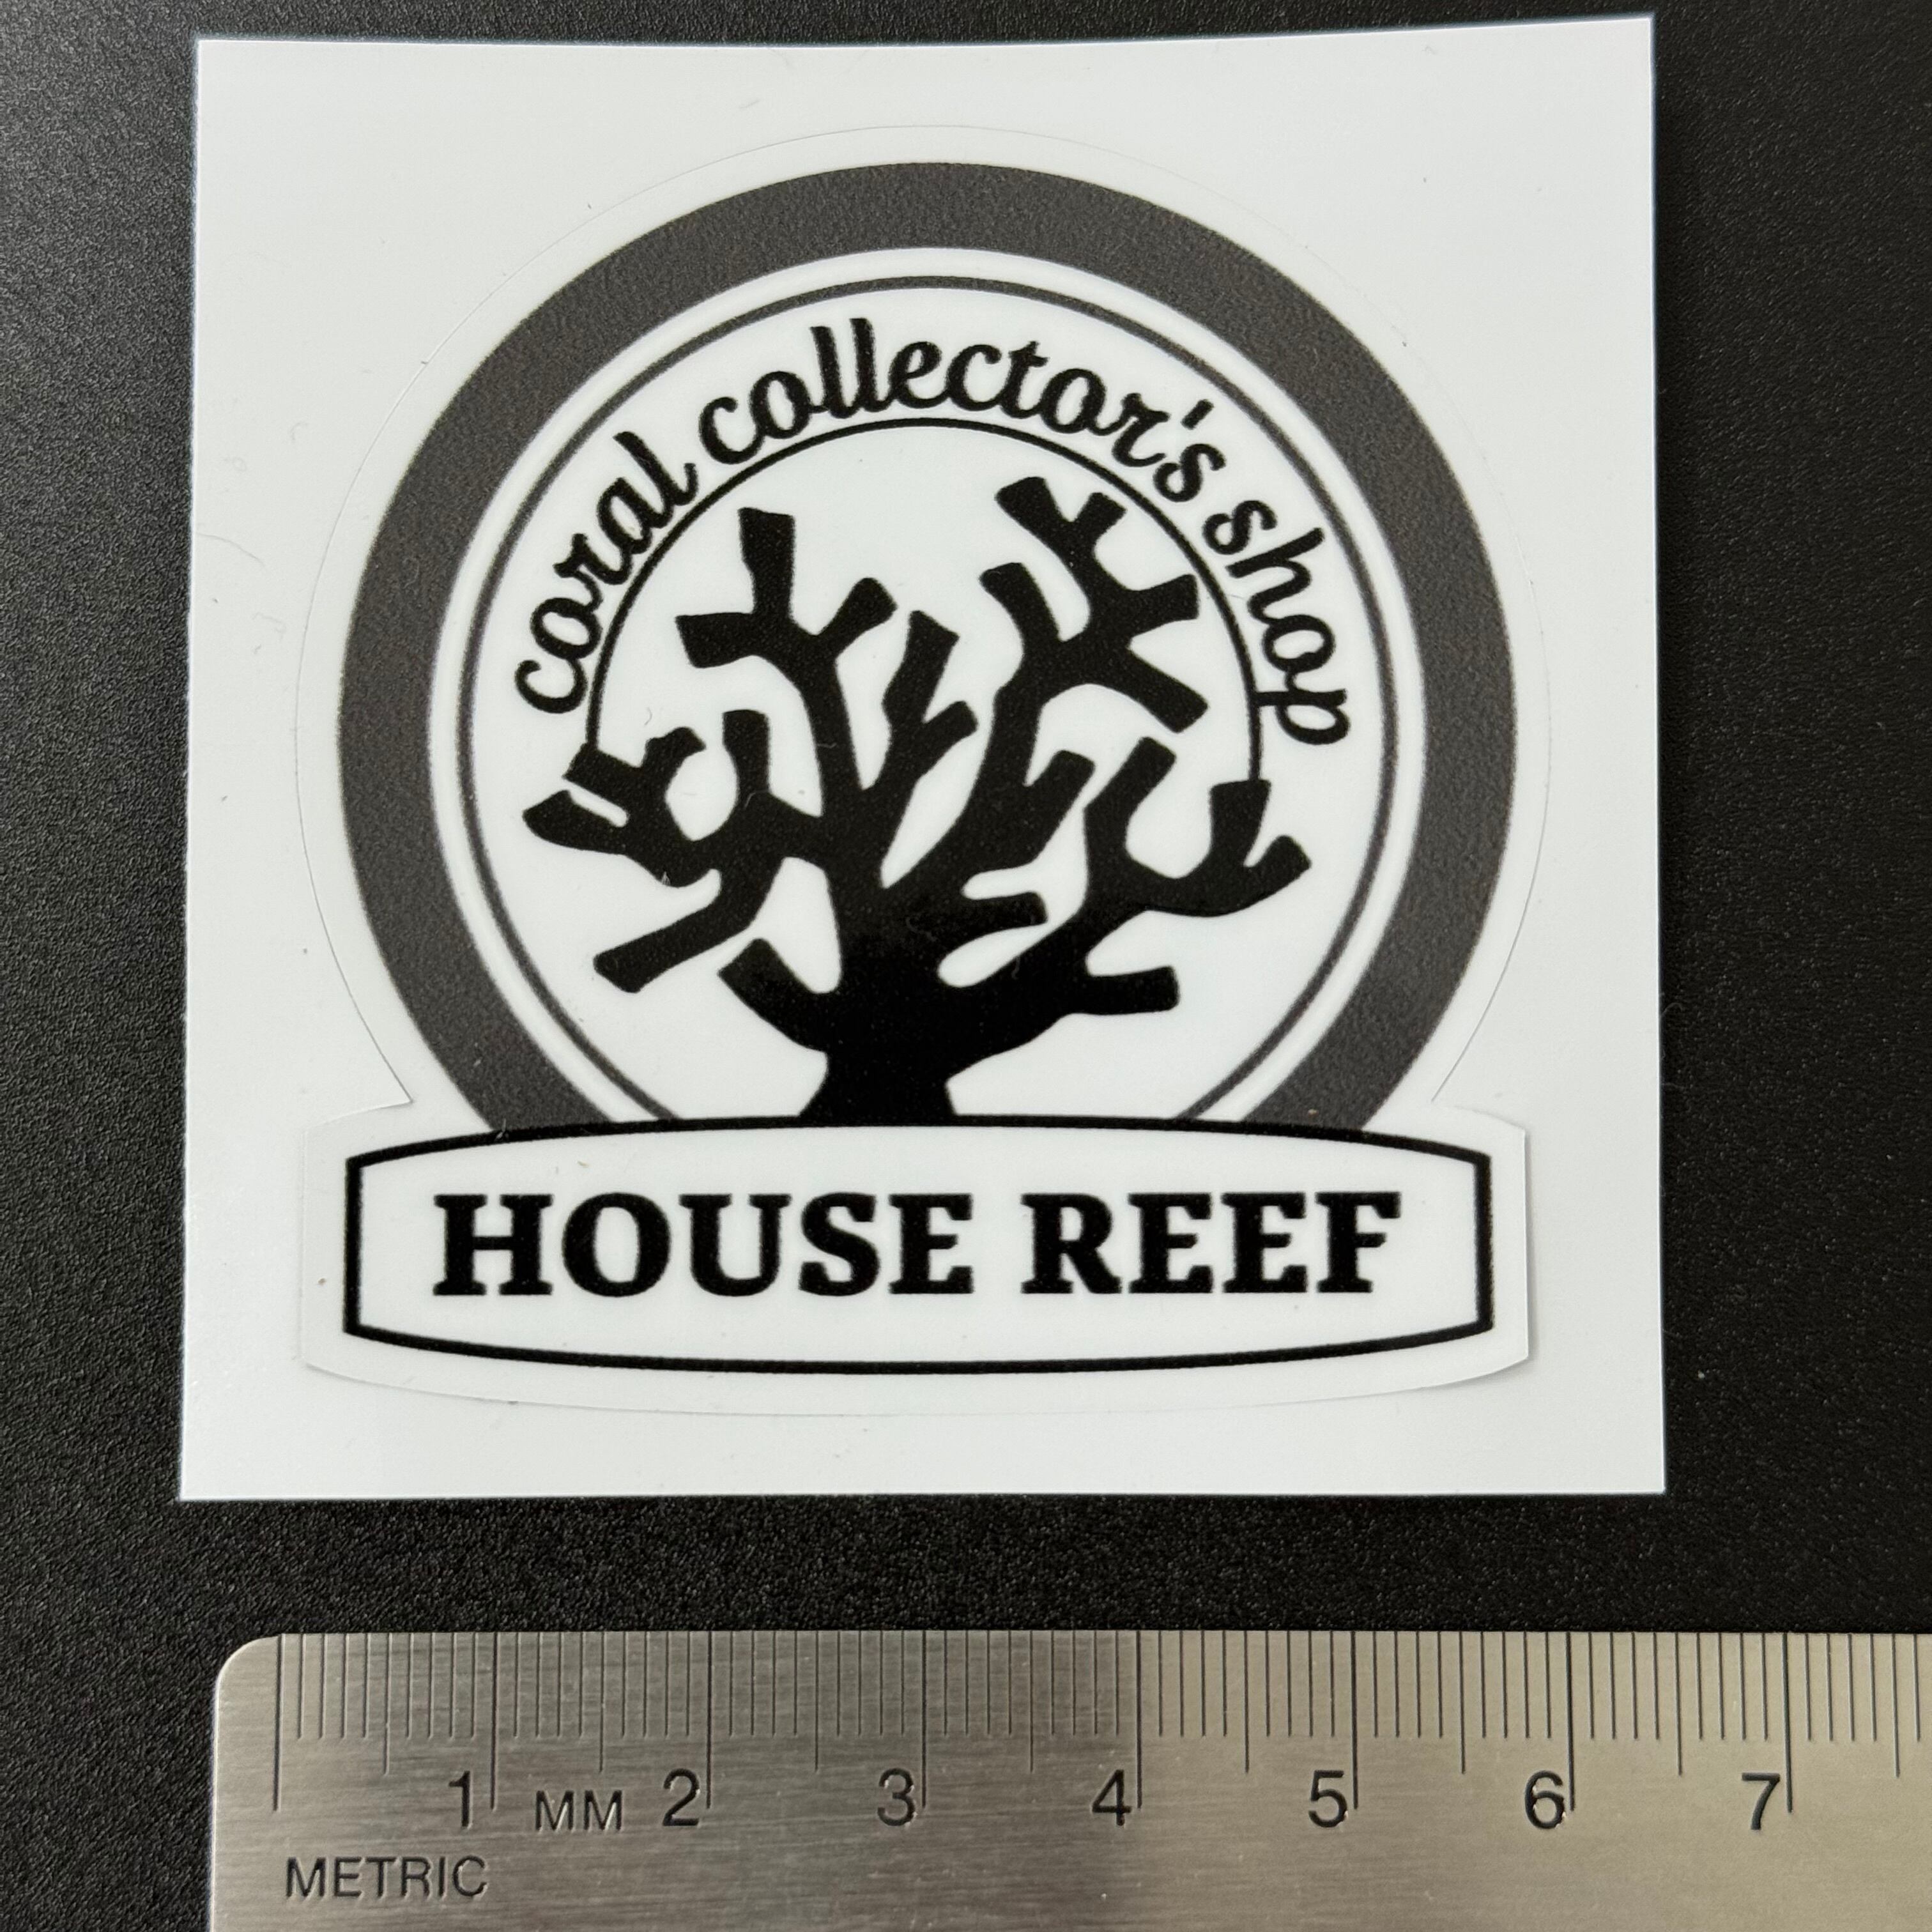 coral collector's shop
HOUSE REEF
1 MM 2 3 4 5 6 7
METRIC